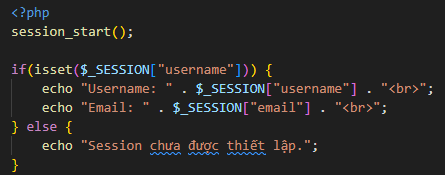 <?php
session_start();
if(isset($_SESSION["username"])) {
echo "Username: " . $_SESSION["username"] . "<br>";
echo "Email: " . $_SESSION["email"] . "<br>";
} else {
echo "Session chưa được thiết lập.";
}